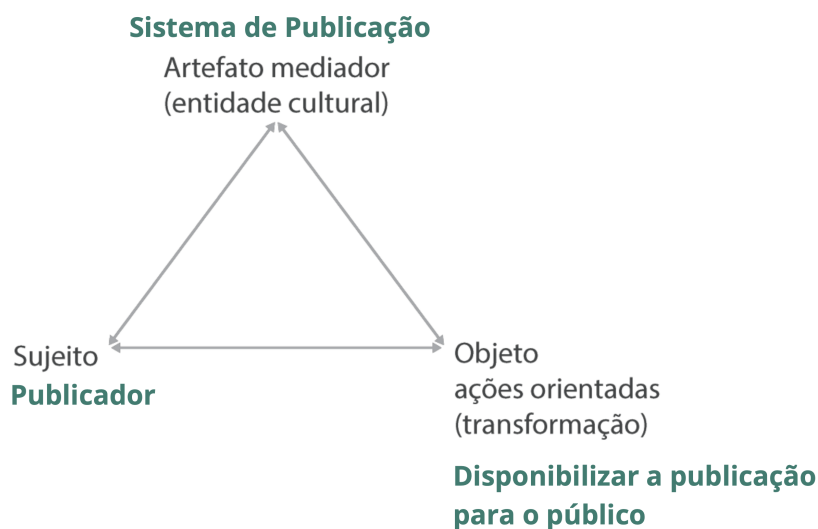 Sistema de Publicação
Artefato mediador
(entidade cultural)
Sujeito
Publicador
Objeto
ações orientadas
(transformação)
Disponibilizar a publicação
para o público